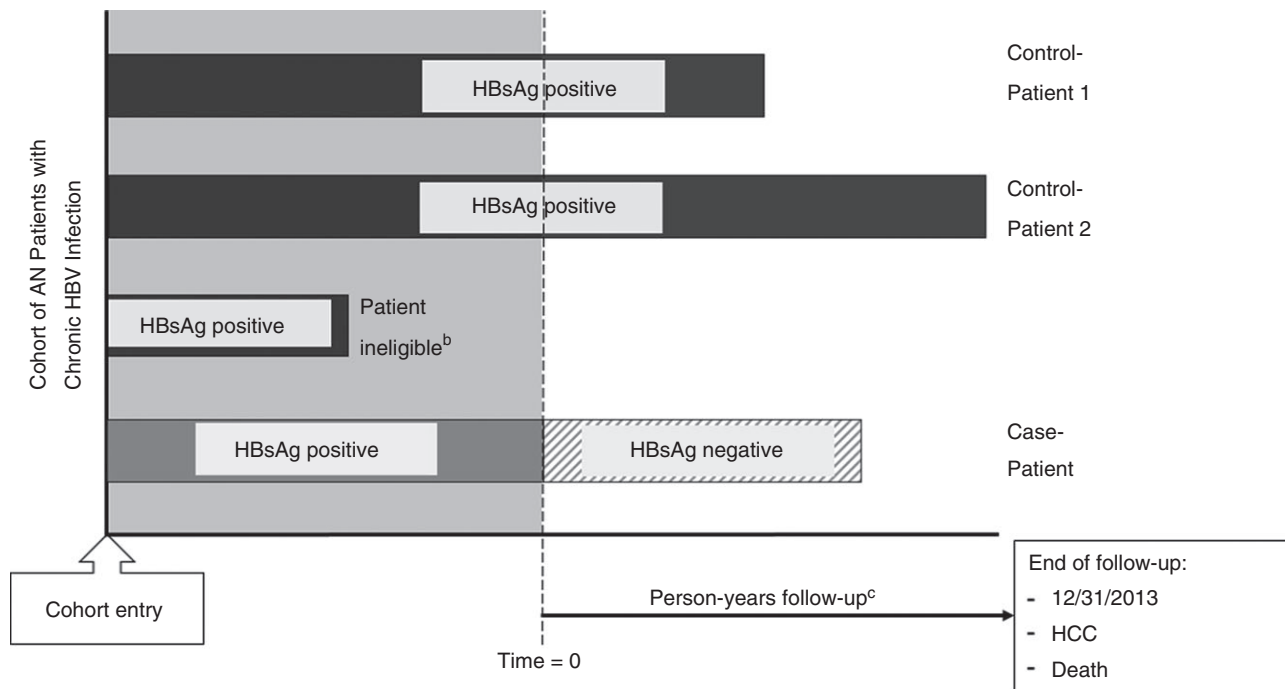 Cohort of AN Patients with
Chronic HBV Infection
HBsAg positive
Control-
Patient 1
HBsAg positive
Control-
Patient 2
HBsAg positive
Patient
ineligibleᵇ
HBsAg positive
HBsAg negative
Case-
Patient
Cohort entry
Time = 0
Person-years follow-upᶜ
End of follow-up:
- 12/31/2013
- HCC
- Death